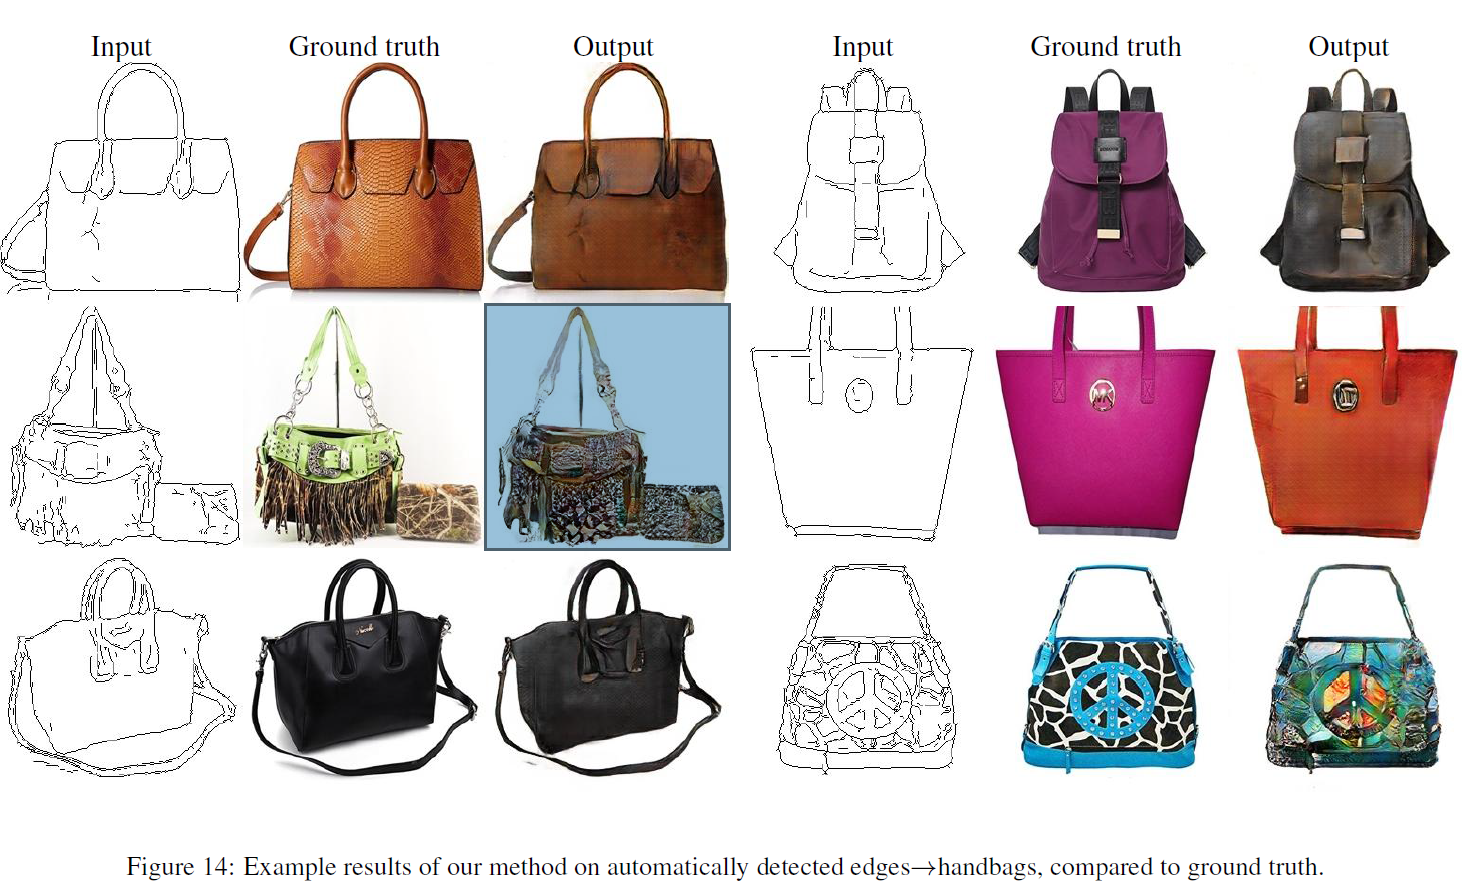 Input Ground truth Output Input Ground truth Output
MK
Figure 14: Example results of our method on automatically detected edges→handbags, compared to ground truth.